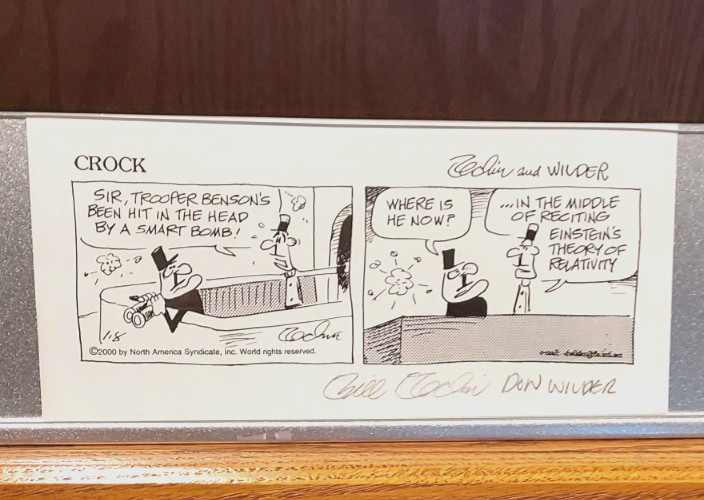 CROCK
Rechin and WILDER
SIR, TROOPER BENSON'S
BEEN HIT IN THE HEAD
BY A SMART BOMB!
1/8
Rechin
©2000 by North America Syndicate, Inc. World rights reserved.
WHERE IS
HE NOW?
...IN THE MIDDLE
OF RECITING
EINSTEIN'S
THEORY OF
RELATIVITY
Bill Rechin DON WILDER